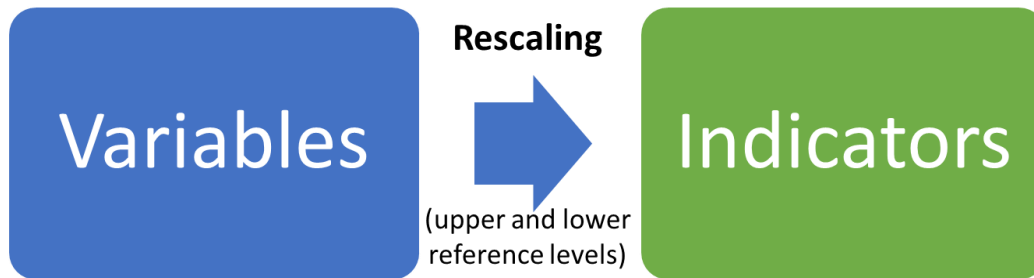 Variables
Rescaling
(upper and lower
reference levels)
Indicators